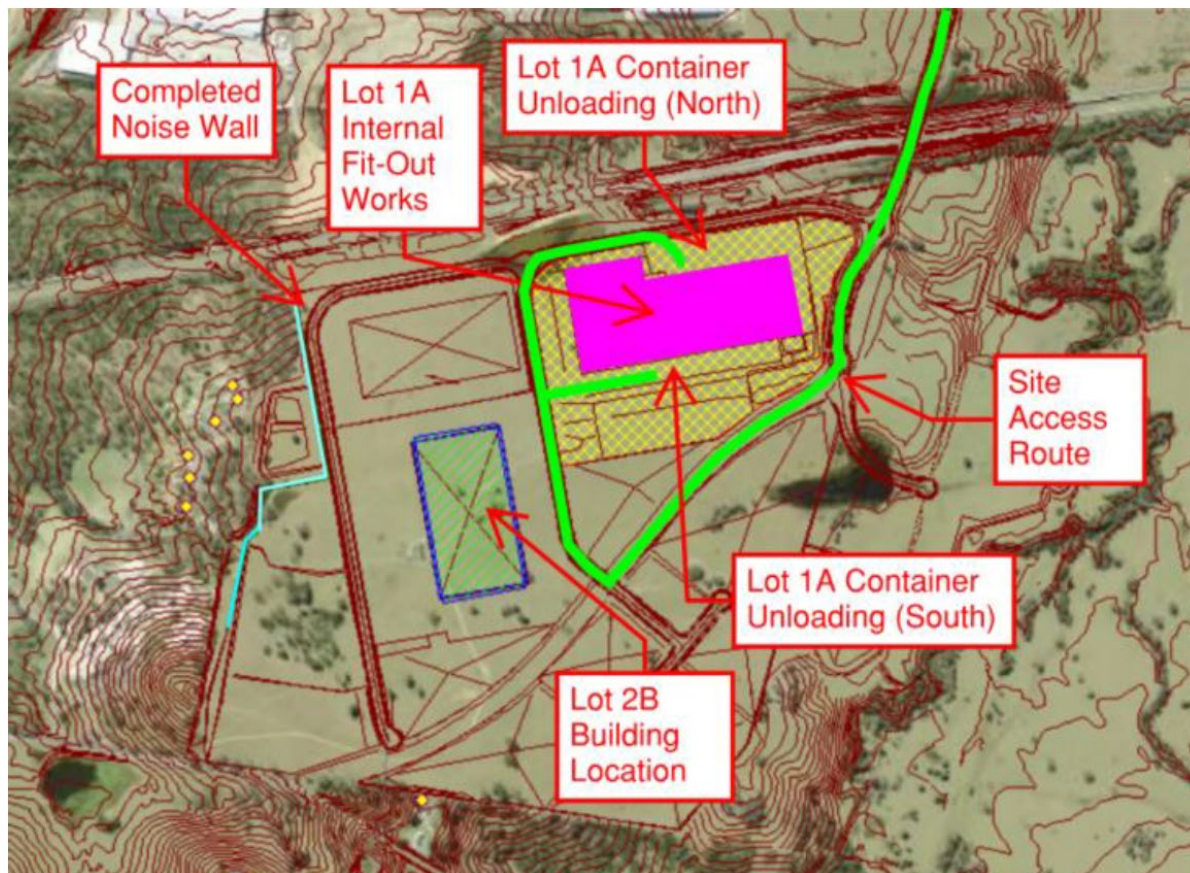 Completed
Noise Wall
Lot 1A
Internal
Fit-Out
Works
Lot 1A Container
Unloading (North)
Site
Access
Route
Lot 1A Container
Unloading (South)
Lot 2B
Building
Location